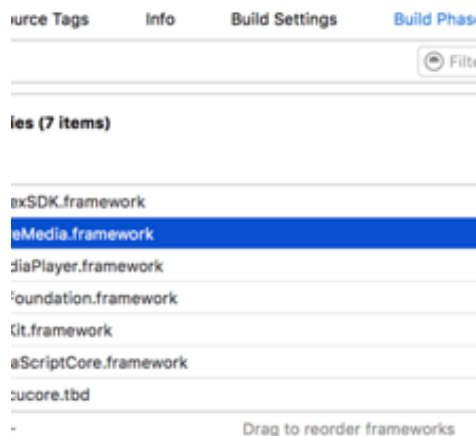 urce Tags Info Build Settings Build Phas
Filte
ies (7 items)
exSDK.framework
reMedia.framework
diaPlayer.framework
Foundation.framework
Kit.framework
aScriptCore.framework
cucore.tbd
Drag to reorder frameworks